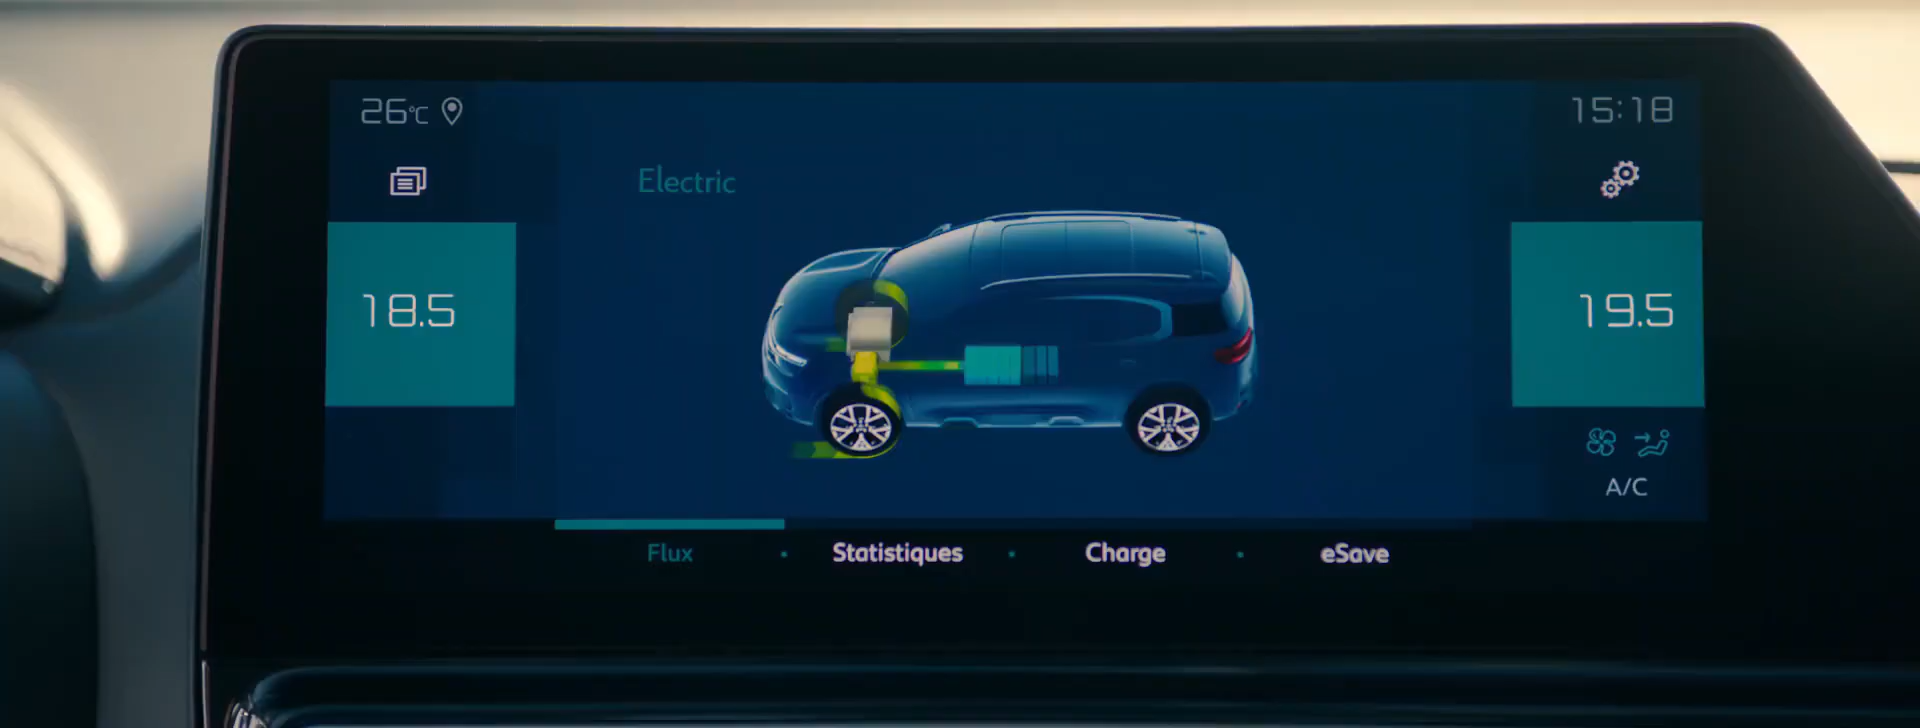 26°C
15:18
Electric
18.5
19.5
A/C
Flux · Statistiques · Charge · eSave